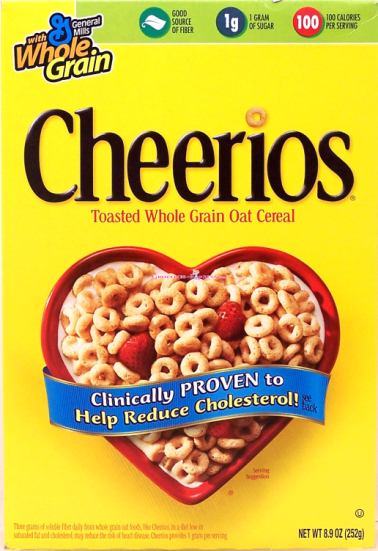 with
Whole
Grain
General
Mills
GOOD
SOURCE
OF FIBER
1g
1 GRAM
OF SUGAR
100
100 CALORIES
PER SERVING
Cheerios®
Toasted Whole Grain Oat Cereal
Clinically PROVEN to
Help Reduce Cholesterol!
see
back
Serving
Suggestion
Three grams of soluble fiber daily from whole grain oat foods, like Cheerios, in a diet low in
saturated fat and cholesterol, may reduce the risk of heart disease. Cheerios provides 1 gram per serving.
NET WT 8.9 OZ (252g)